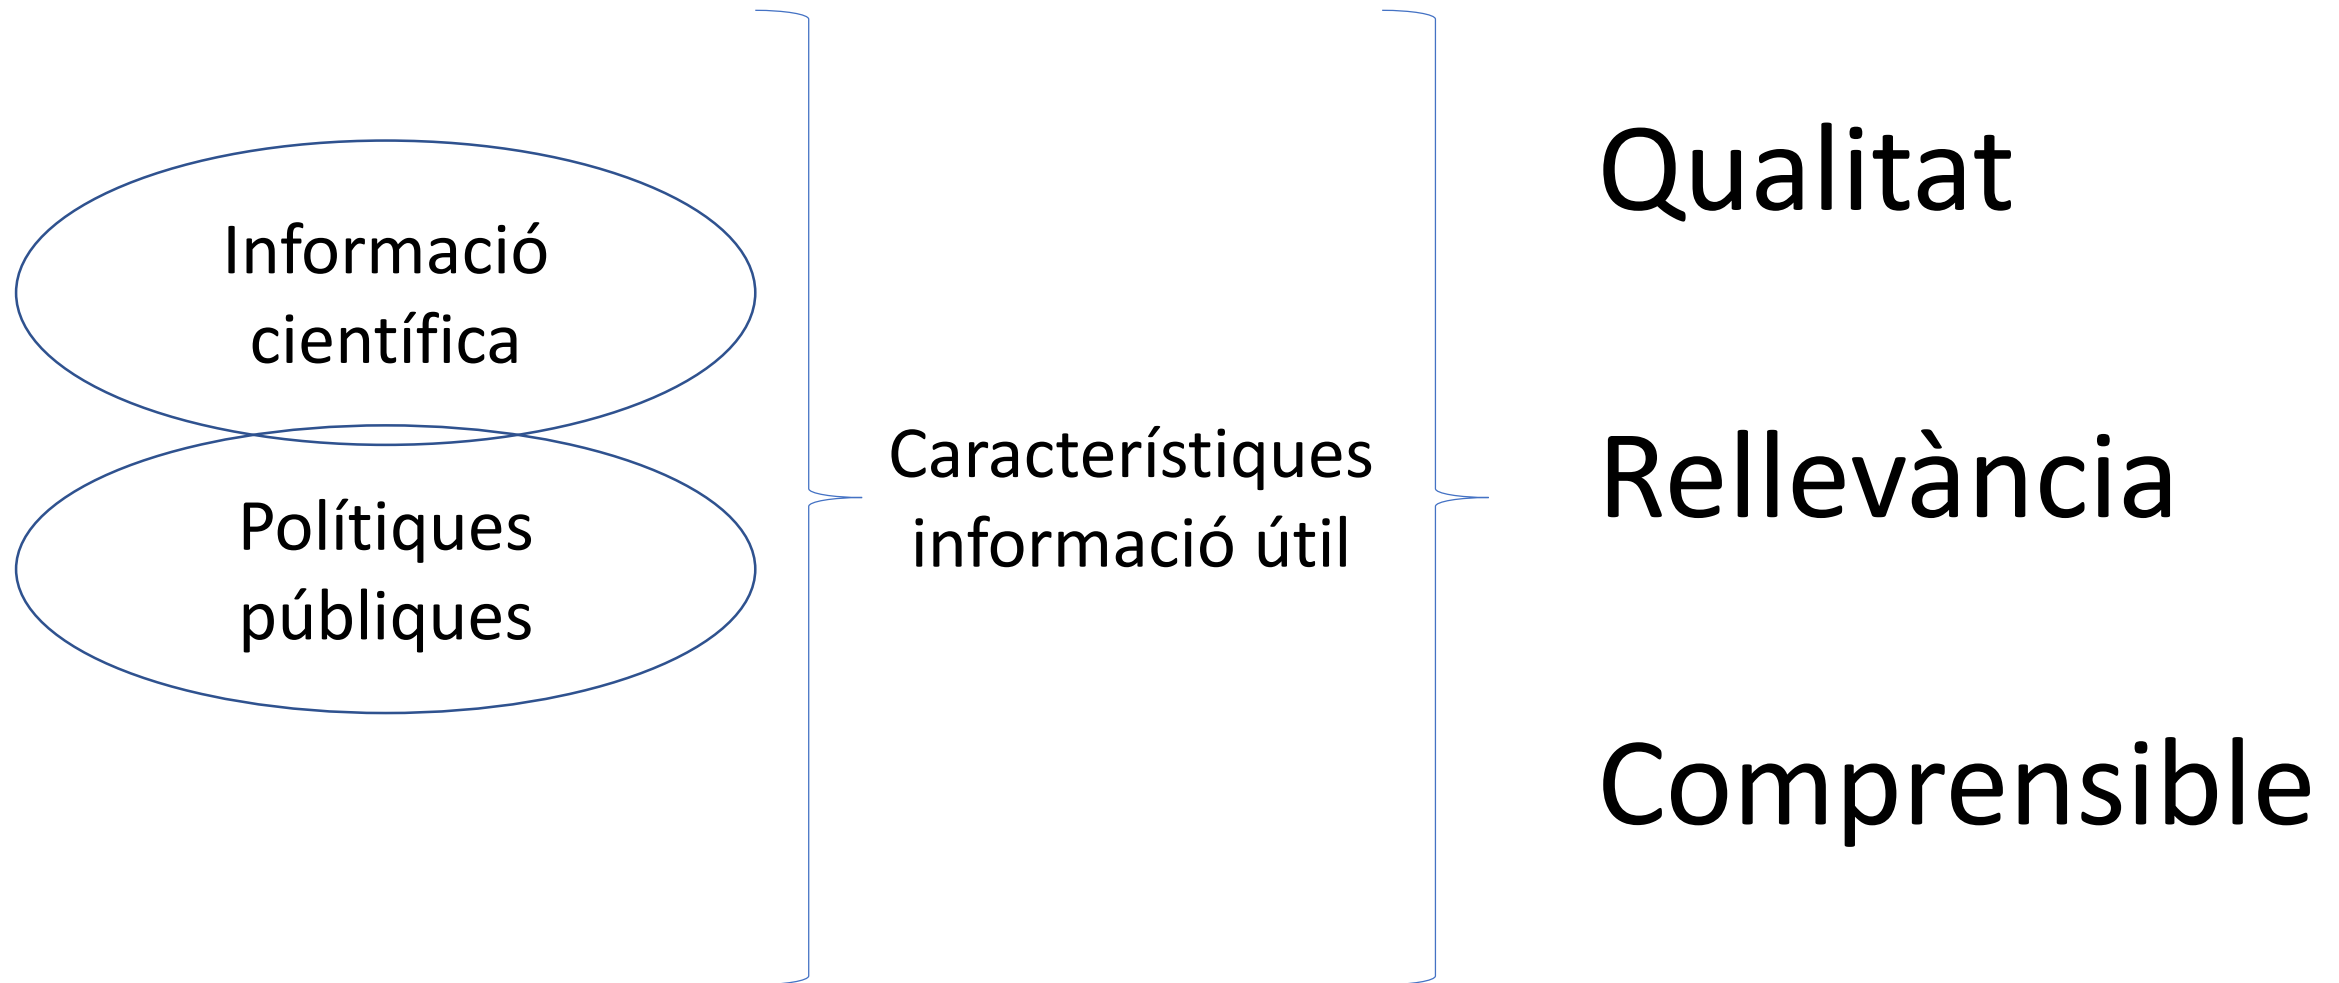 Informació
científica
Polítiques
públiques
Característiques
informació útil
Qualitat
Rellevància
Comprensible